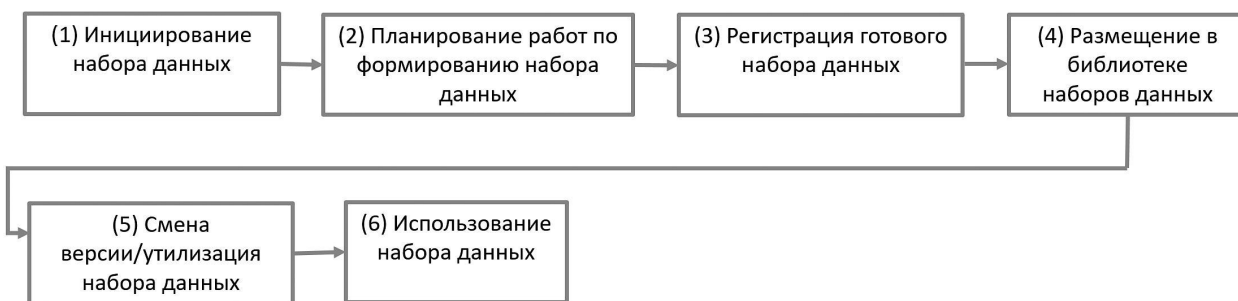 (1) Инициирование
набора данных
(2) Планирование работ по
формированию набора
данных
(3) Регистрация готового
набора данных
(4) Размещение в
библиотеке
наборов данных
(5) Смена
версии/утилизация
набора данных
(6) Использование
набора данных